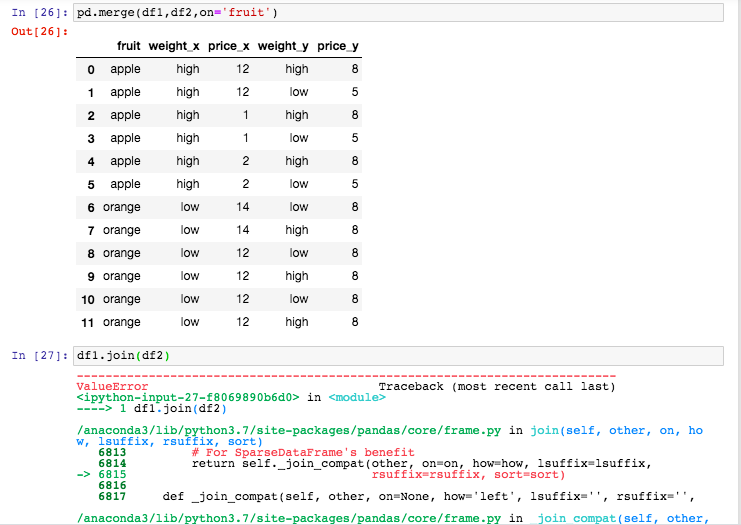 In [26]: pd.merge(df1,df2,on='fruit')
Out[26]:
fruit weight_x price_x weight_y price_y
0 apple high 12 high 8
1 apple high 12 low 5
2 apple high 1 high 8
3 apple high 1 low 5
4 apple high 2 high 8
5 apple high 2 low 5
6 orange low 14 low 8
7 orange low 14 high 8
8 orange low 12 low 8
9 orange low 12 high 8
10 orange low 12 low 8
11 orange low 12 high 8
In [27]: df1.join(df2)
---------------------------------------------------------------------------
ValueError Traceback (most recent call last)
<ipython-input-27-f8069890b6d0> in <module>
----> 1 df1.join(df2)
/anaconda3/lib/python3.7/site-packages/pandas/core/frame.py in join(self, other, on, ho
w, lsuffix, rsuffix, sort)
6813 # For SparseDataFrame's benefit
6814 return self._join_compat(other, on=on, how=how, lsuffix=lsuffix,
-> 6815 rsuffix=rsuffix, sort=sort)
6816
6817 def _join_compat(self, other, on=None, how='left', lsuffix='', rsuffix='',
/anaconda3/lib/python3.7/site-packages/pandas/core/frame.py in _join_compat(self, other,